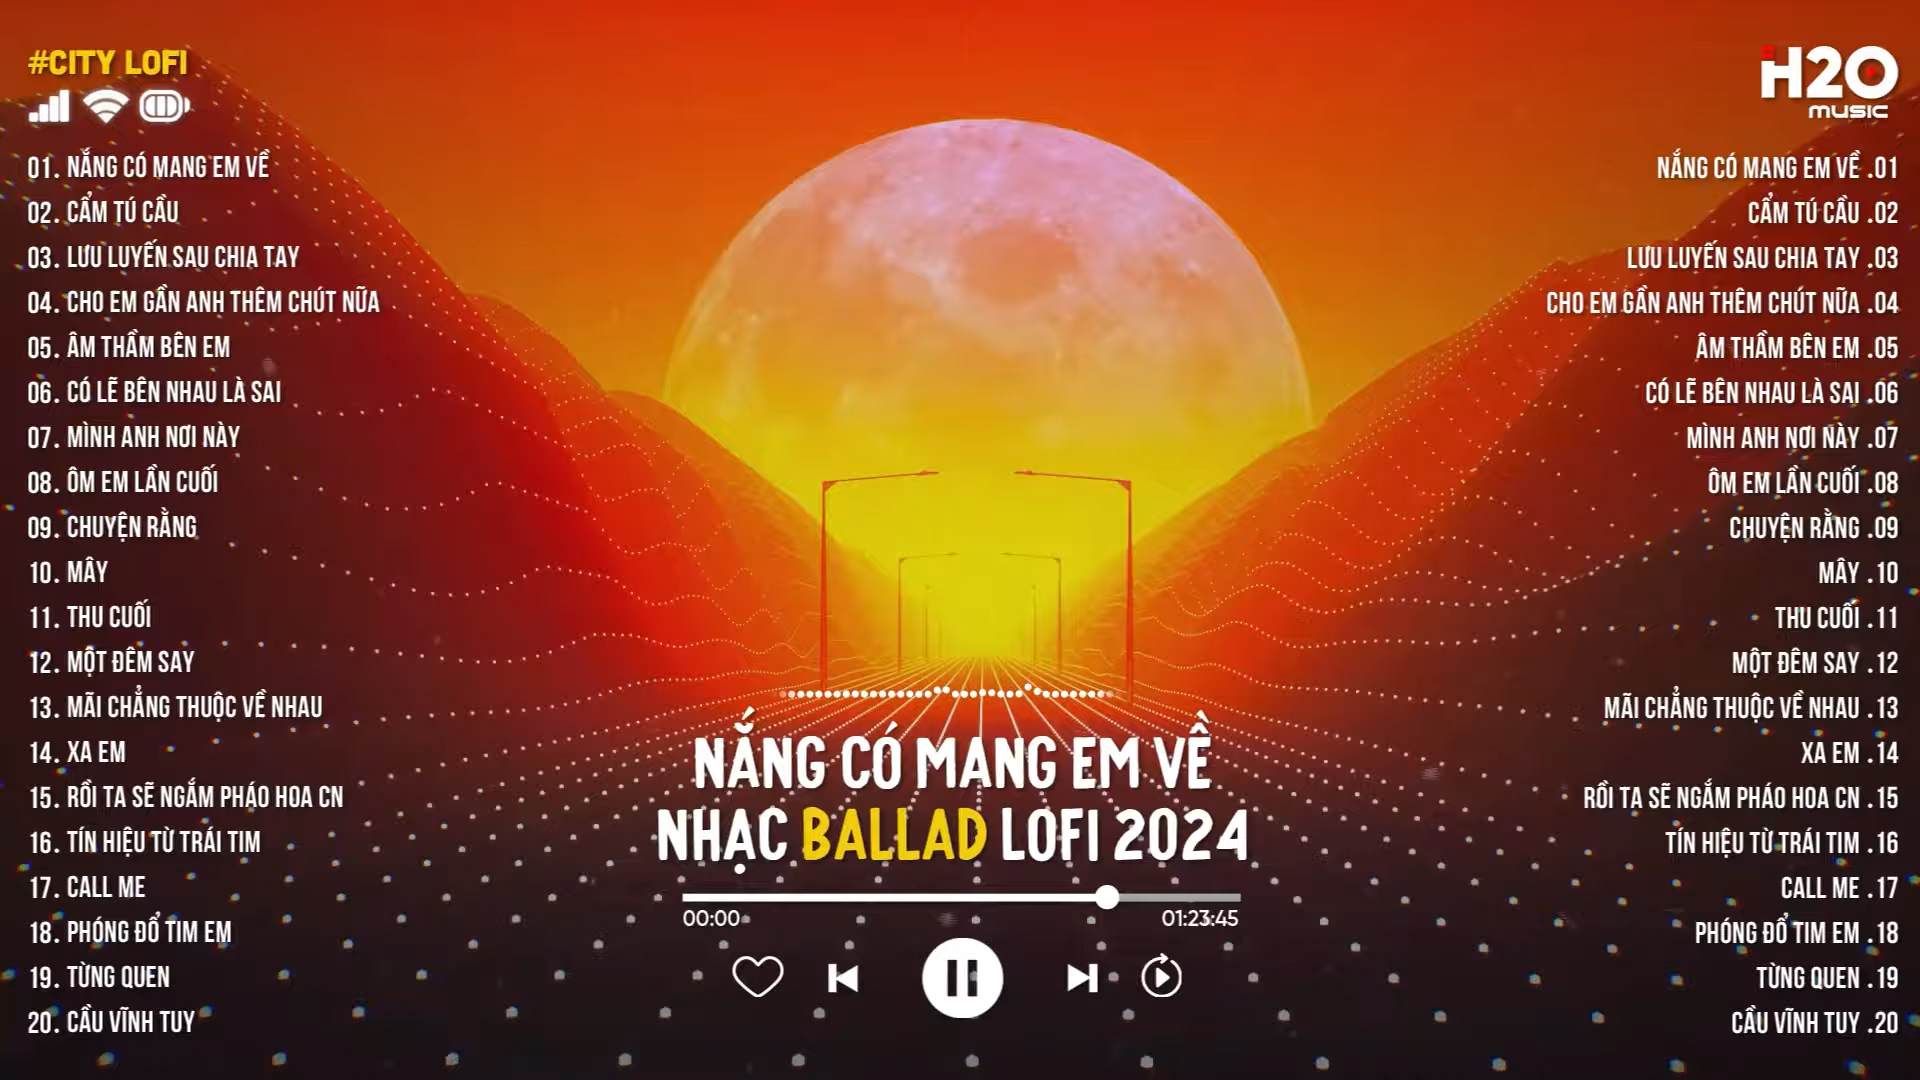 #CITY LOFI
H2O
MUSIC
01. NẮNG CÓ MANG EM VỀ
02. CẨM TÚ CẦU
03. LƯU LUYẾN SAU CHIA TAY
04. CHO EM GẦN ANH THÊM CHÚT NỮA
05. ÂM THẦM BÊN EM
06. CÓ LẼ BÊN NHAU LÀ SAI
07. MÌNH ANH NƠI NÀY
08. ÔM EM LẦN CUỐI
09. CHUYỆN RẰNG
10. MÂY
11. THU CUỐI
12. MỘT ĐÊM SAY
13. MÃI CHẲNG THUỘC VỀ NHAU
14. XA EM
15. RỒI TA SẼ NGẮM PHÁO HOA CN
16. TÍN HIỆU TỪ TRÁI TIM
17. CALL ME
18. PHÓNG ĐỔ TIM EM
19. TỪNG QUEN
20. CẦU VĨNH TUY
NẮNG CÓ MANG EM VỀ .01
CẨM TÚ CẦU .02
LƯU LUYẾN SAU CHIA TAY .03
CHO EM GẦN ANH THÊM CHÚT NỮA .04
ÂM THẦM BÊN EM .05
CÓ LẼ BÊN NHAU LÀ SAI .06
MÌNH ANH NƠI NÀY .07
ÔM EM LẦN CUỐI .08
CHUYỆN RẰNG .09
MÂY .10
THU CUỐI .11
MỘT ĐÊM SAY .12
MÃI CHẲNG THUỘC VỀ NHAU .13
XA EM .14
RỒI TA SẼ NGẮM PHÁO HOA CN .15
TÍN HIỆU TỪ TRÁI TIM .16
CALL ME .17
PHÓNG ĐỔ TIM EM .18
TỪNG QUEN .19
CẦU VĨNH TUY .20
NẮNG CÓ MANG EM VỀ
NHẠC BALLAD LOFI 2024
00:00
01:23:45